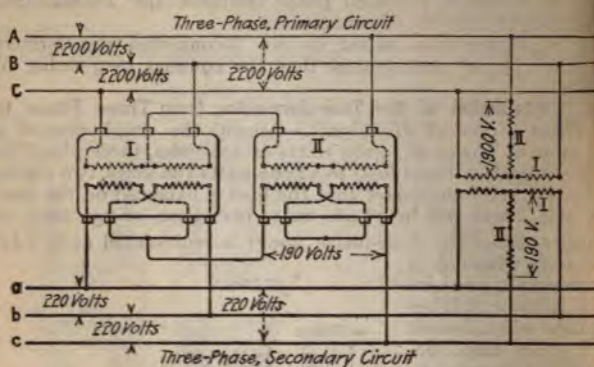 Three-Phase, Primary Circuit
A
2200 Volts
B
2200 Volts
2200 Volts
C
I
II
1900 V.
II
I
I
II
190 V.
190 Volts
a
220 Volts
220 Volts
b
220 Volts
c
Three-Phase, Secondary Circuit